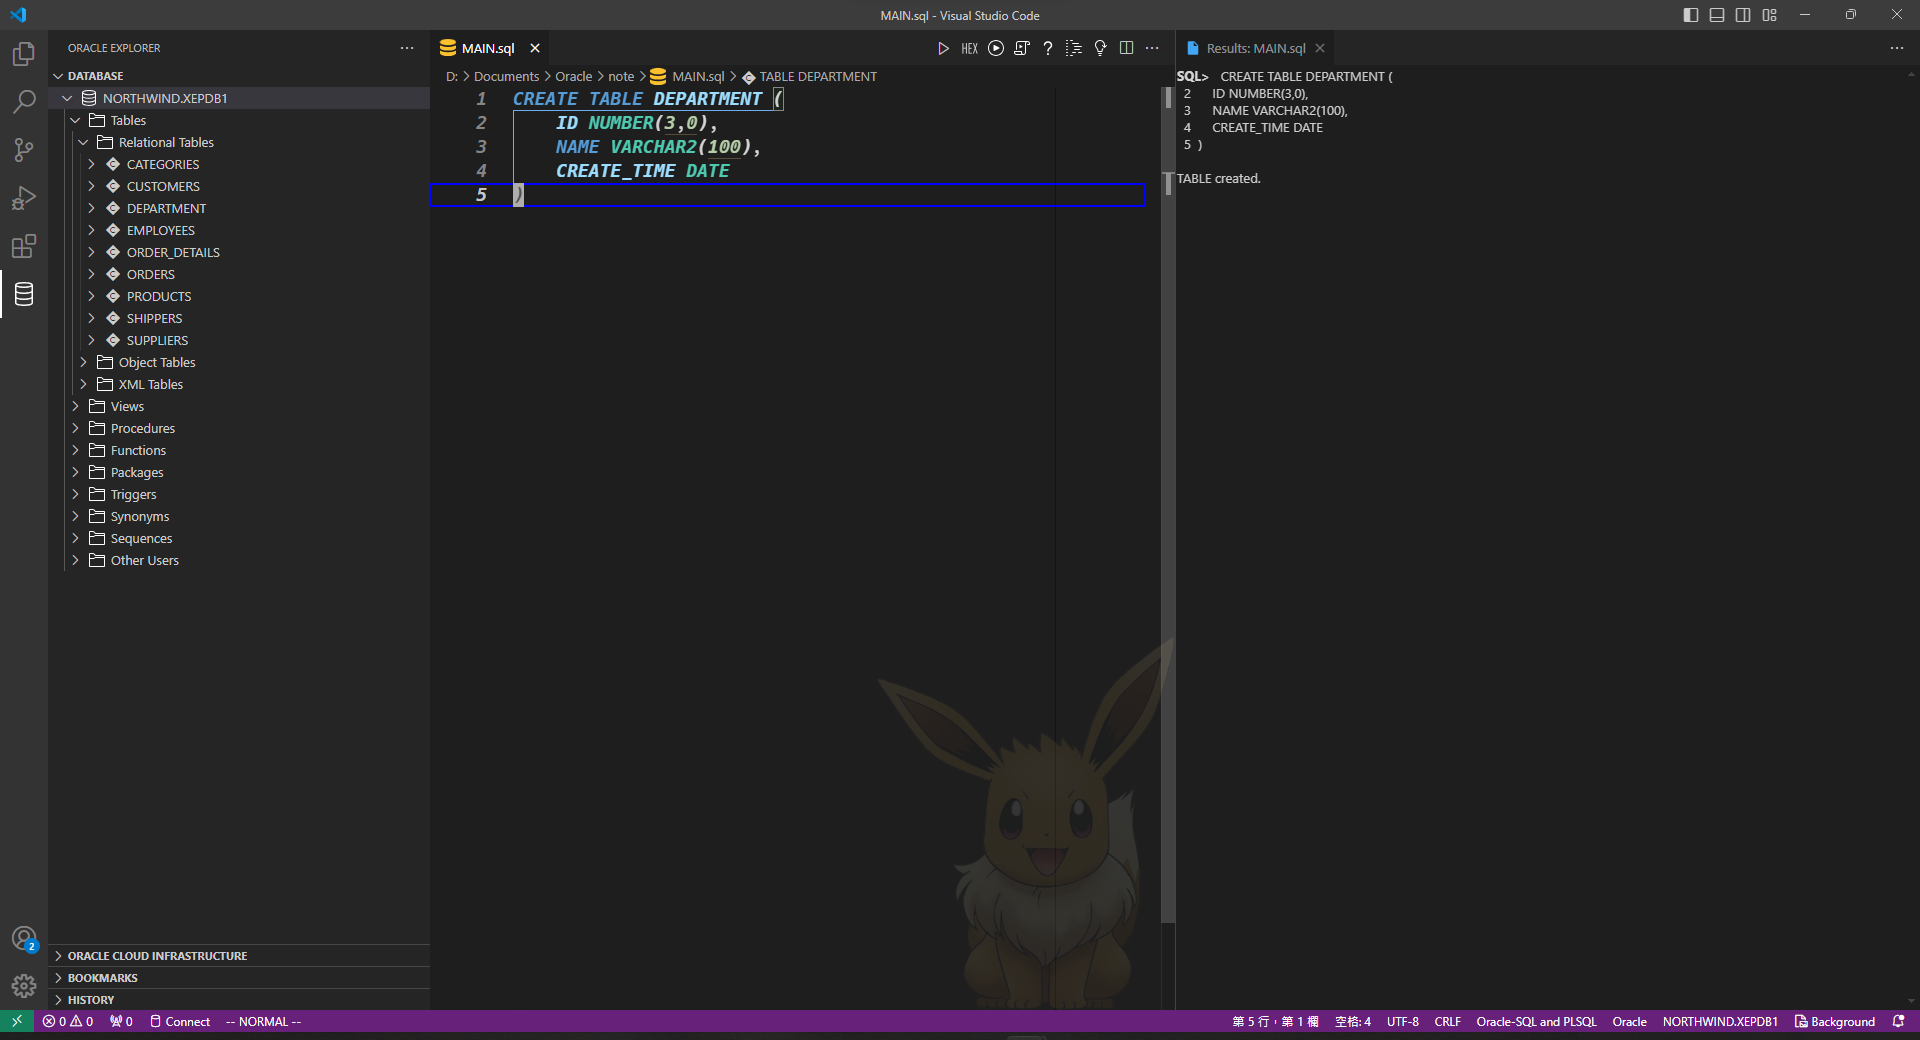 MAIN.sql - Visual Studio Code
ORACLE EXPLORER
DATABASE
NORTHWIND.XEPDB1
Tables
Relational Tables
CATEGORIES
CUSTOMERS
DEPARTMENT
EMPLOYEES
ORDER_DETAILS
ORDERS
PRODUCTS
SHIPPERS
SUPPLIERS
Object Tables
XML Tables
Views
Procedures
Functions
Packages
Triggers
Synonyms
Sequences
Other Users
ORACLE CLOUD INFRASTRUCTURE
BOOKMARKS
HISTORY
MAIN.sql
HEX
D: > Documents > Oracle > note > MAIN.sql > TABLE DEPARTMENT
1 CREATE TABLE DEPARTMENT (
2 ID NUMBER(3,0),
3 NAME VARCHAR2(100),
4 CREATE_TIME DATE
5 )
Results: MAIN.sql
SQL> CREATE TABLE DEPARTMENT (
2 ID NUMBER(3,0),
3 NAME VARCHAR2(100),
4 CREATE_TIME DATE
5 )
TABLE created.
2
0 0 0 Connect -- NORMAL -- 第 5 行，第 1 欄 空格: 4 UTF-8 CRLF Oracle-SQL and PLSQL Oracle NORTHWIND.XEPDB1 Background